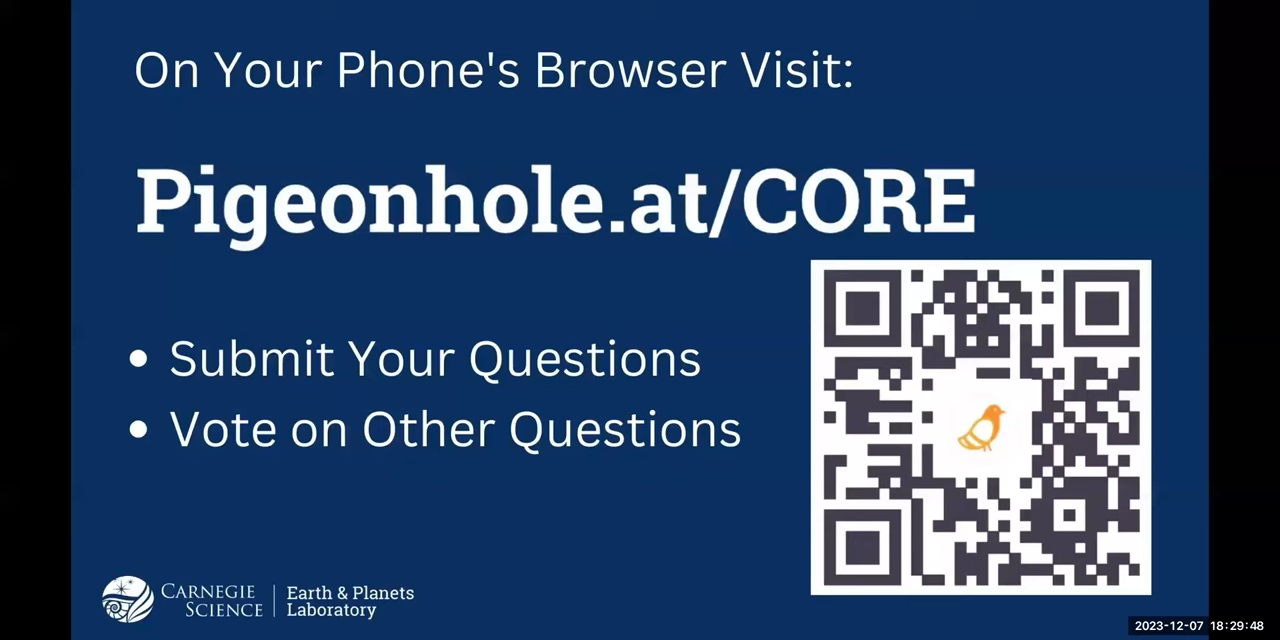 On Your Phone's Browser Visit:
Pigeonhole.at/CORE
• Submit Your Questions
• Vote on Other Questions
CARNEGIE SCIENCE
Earth & Planets Laboratory
2023-12-07 18:29:48